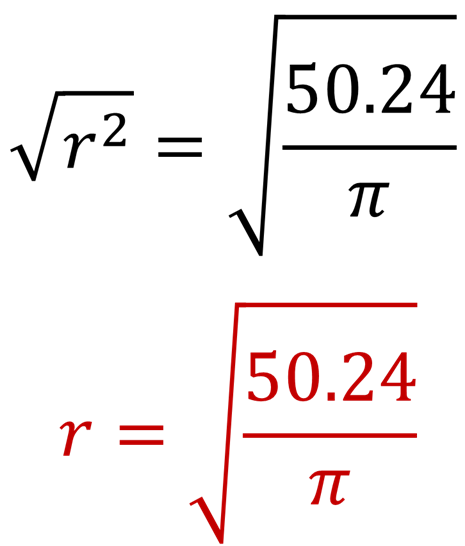 √r² = √(50.24/π)
r = √(50.24/π)